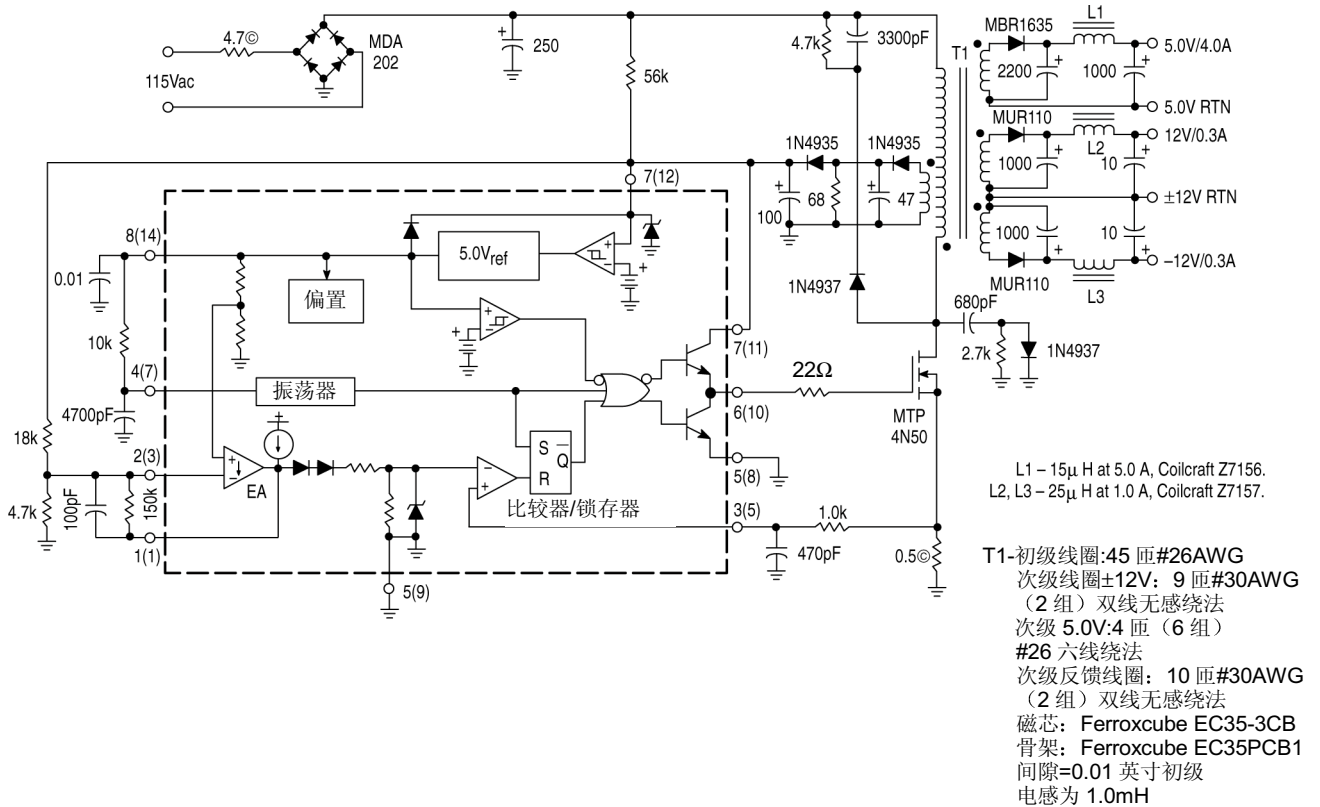 4.7©
115Vac
MDA
202
+
250
56k
4.7k
3300pF
T1
MBR1635
L1
5.0V/4.0A
2200
+
1000
+
5.0V RTN
MUR110
12V/0.3A
L2
1000
+
10
+
±12V RTN
1000
+
10
+
–12V/0.3A
MUR110
L3
1N4935
1N4935
+
100
68
+
47
7(12)
8(14)
0.01
5.0Vref
+
–
+
偏置
10k
+
–
+
1N4937
680pF
2.7k
1N4937
7(11)
4(7)
振荡器
4700pF
22Ω
6(10)
MTP
4N50
18k
+
2(3)
+
–
EA
S
Q
R
–
+
5(8)
比较器/锁存器
4.7k
100pF
150k
1(1)
3(5)
1.0k
470pF
0.5©
5(9)
L1 – 15μ H at 5.0 A, Coilcraft Z7156.
L2, L3 – 25μ H at 1.0 A, Coilcraft Z7157.
T1-初级线圈:45 匝#26AWG
次级线圈±12V：9 匝#30AWG
（2 组）双线无感绕法
次级 5.0V:4 匝（6 组）
#26 六线绕法
次级反馈线圈：10 匝#30AWG
（2 组）双线无感绕法
磁芯：Ferroxcube EC35-3CB
骨架：Ferroxcube EC35PCB1
间隙=0.01 英寸初级
电感为 1.0mH